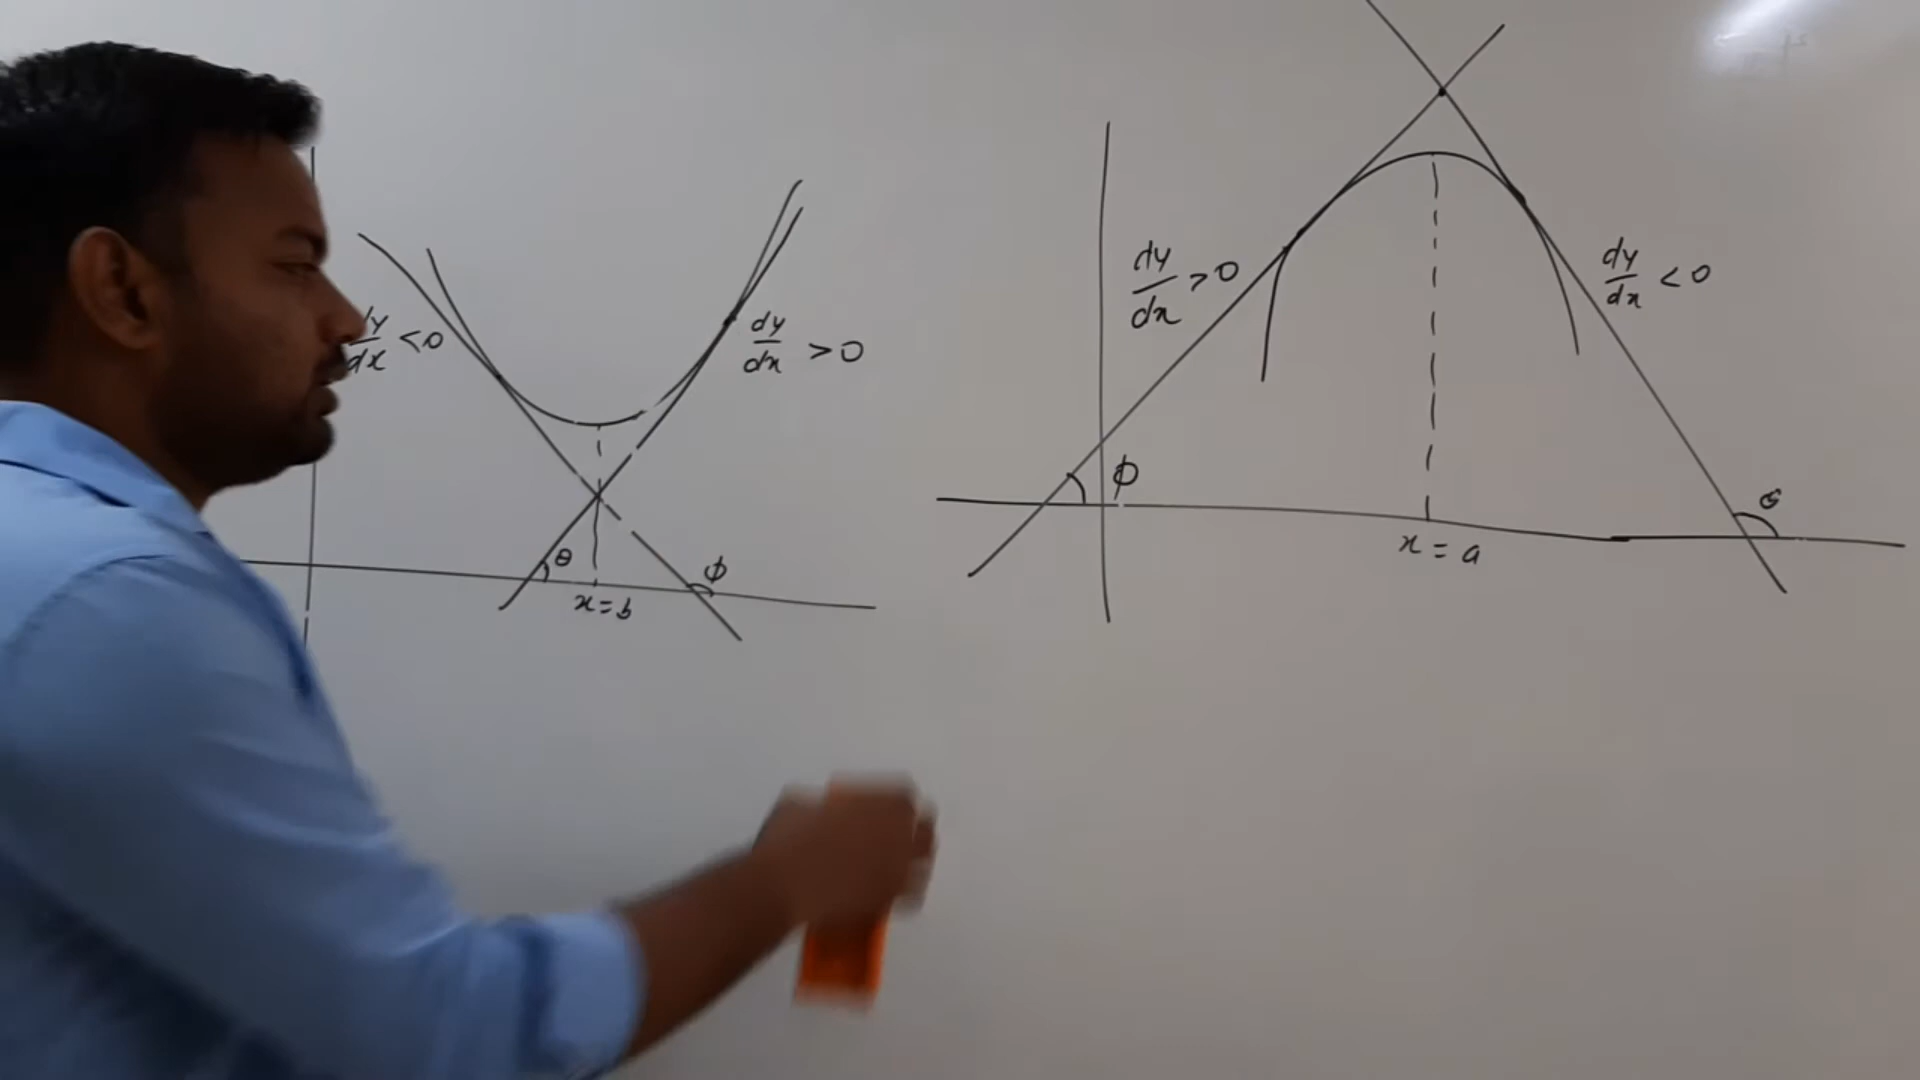 dy/dx < 0
dy/dx > 0
θ
ϕ
x = b
dy/dx > 0
dy/dx < 0
ϕ
θ
x = a